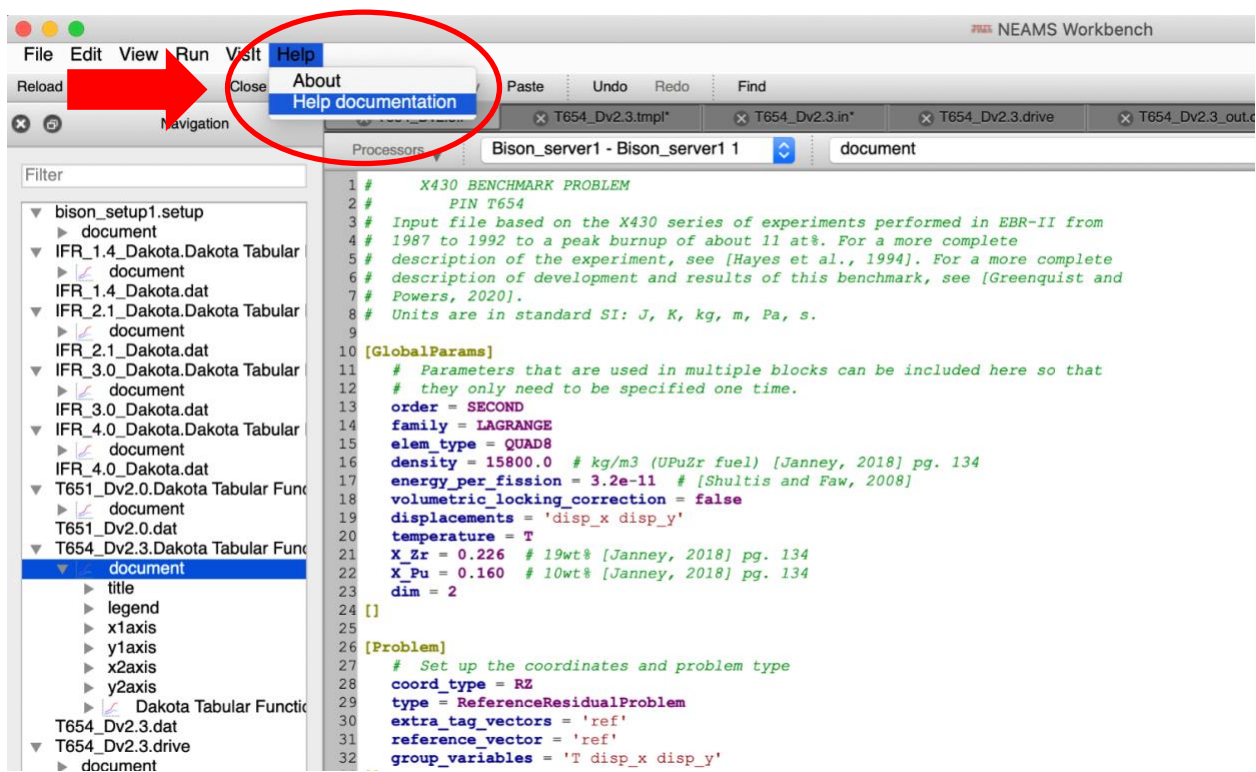 NEAMS Workbench
File Edit View Run VisIt Help
Reload Close Paste Undo Redo Find
About
Help documentation
Navigation
T654_Dv2.3.tmpl* T654_Dv2.3.in* T654_Dv2.3.drive
Processors Bison_server1 - Bison_server1 1 document
Filter
bison_setup1.setup
document
IFR_1.4_Dakota.Dakota Tabular
document
IFR_1.4_Dakota.dat
IFR_2.1_Dakota.Dakota Tabular
document
IFR_2.1_Dakota.dat
IFR_3.0_Dakota.Dakota Tabular
document
IFR_3.0_Dakota.dat
IFR_4.0_Dakota.Dakota Tabular
document
IFR_4.0_Dakota.dat
T651_Dv2.0.Dakota Tabular Func
document
T651_Dv2.0.dat
T654_Dv2.3.Dakota Tabular Func
document
title
legend
x1axis
y1axis
x2axis
y2axis
Dakota Tabular Functio
T654_Dv2.3.dat
T654_Dv2.3.drive
document
1 # X430 BENCHMARK PROBLEM
2 # PIN T654
3 # Input file based on the X430 series of experiments performed in EBR-II from
4 # 1987 to 1992 to a peak burnup of about 11 at%. For a more complete
5 # description of the experiment, see [Hayes et al., 1994]. For a more complete
6 # description of development and results of this benchmark, see [Greenquist and
7 # Powers, 2020].
8 # Units are in standard SI: J, K, kg, m, Pa, s.
9
10 [GlobalParams]
11 # Parameters that are used in multiple blocks can be included here so that
12 # they only need to be specified one time.
13 order = SECOND
14 family = LAGRANGE
15 elem_type = QUAD8
16 density = 15800.0 # kg/m3 (UPuZr fuel) [Janney, 2018] pg. 134
17 energy_per_fission = 3.2e-11 # [Shultis and Faw, 2008]
18 volumetric_locking_correction = false
19 displacements = 'disp_x disp_y'
20 temperature = T
21 X_Zr = 0.226 # 19wt% [Janney, 2018] pg. 134
22 X_Pu = 0.160 # 10wt% [Janney, 2018] pg. 134
23 dim = 2
24 []
25
26 [Problem]
27 # Set up the coordinates and problem type
28 coord_type = RZ
29 type = ReferenceResidualProblem
30 extra_tag_vectors = 'ref'
31 reference_vector = 'ref'
32 group_variables = 'T disp_x disp_y'